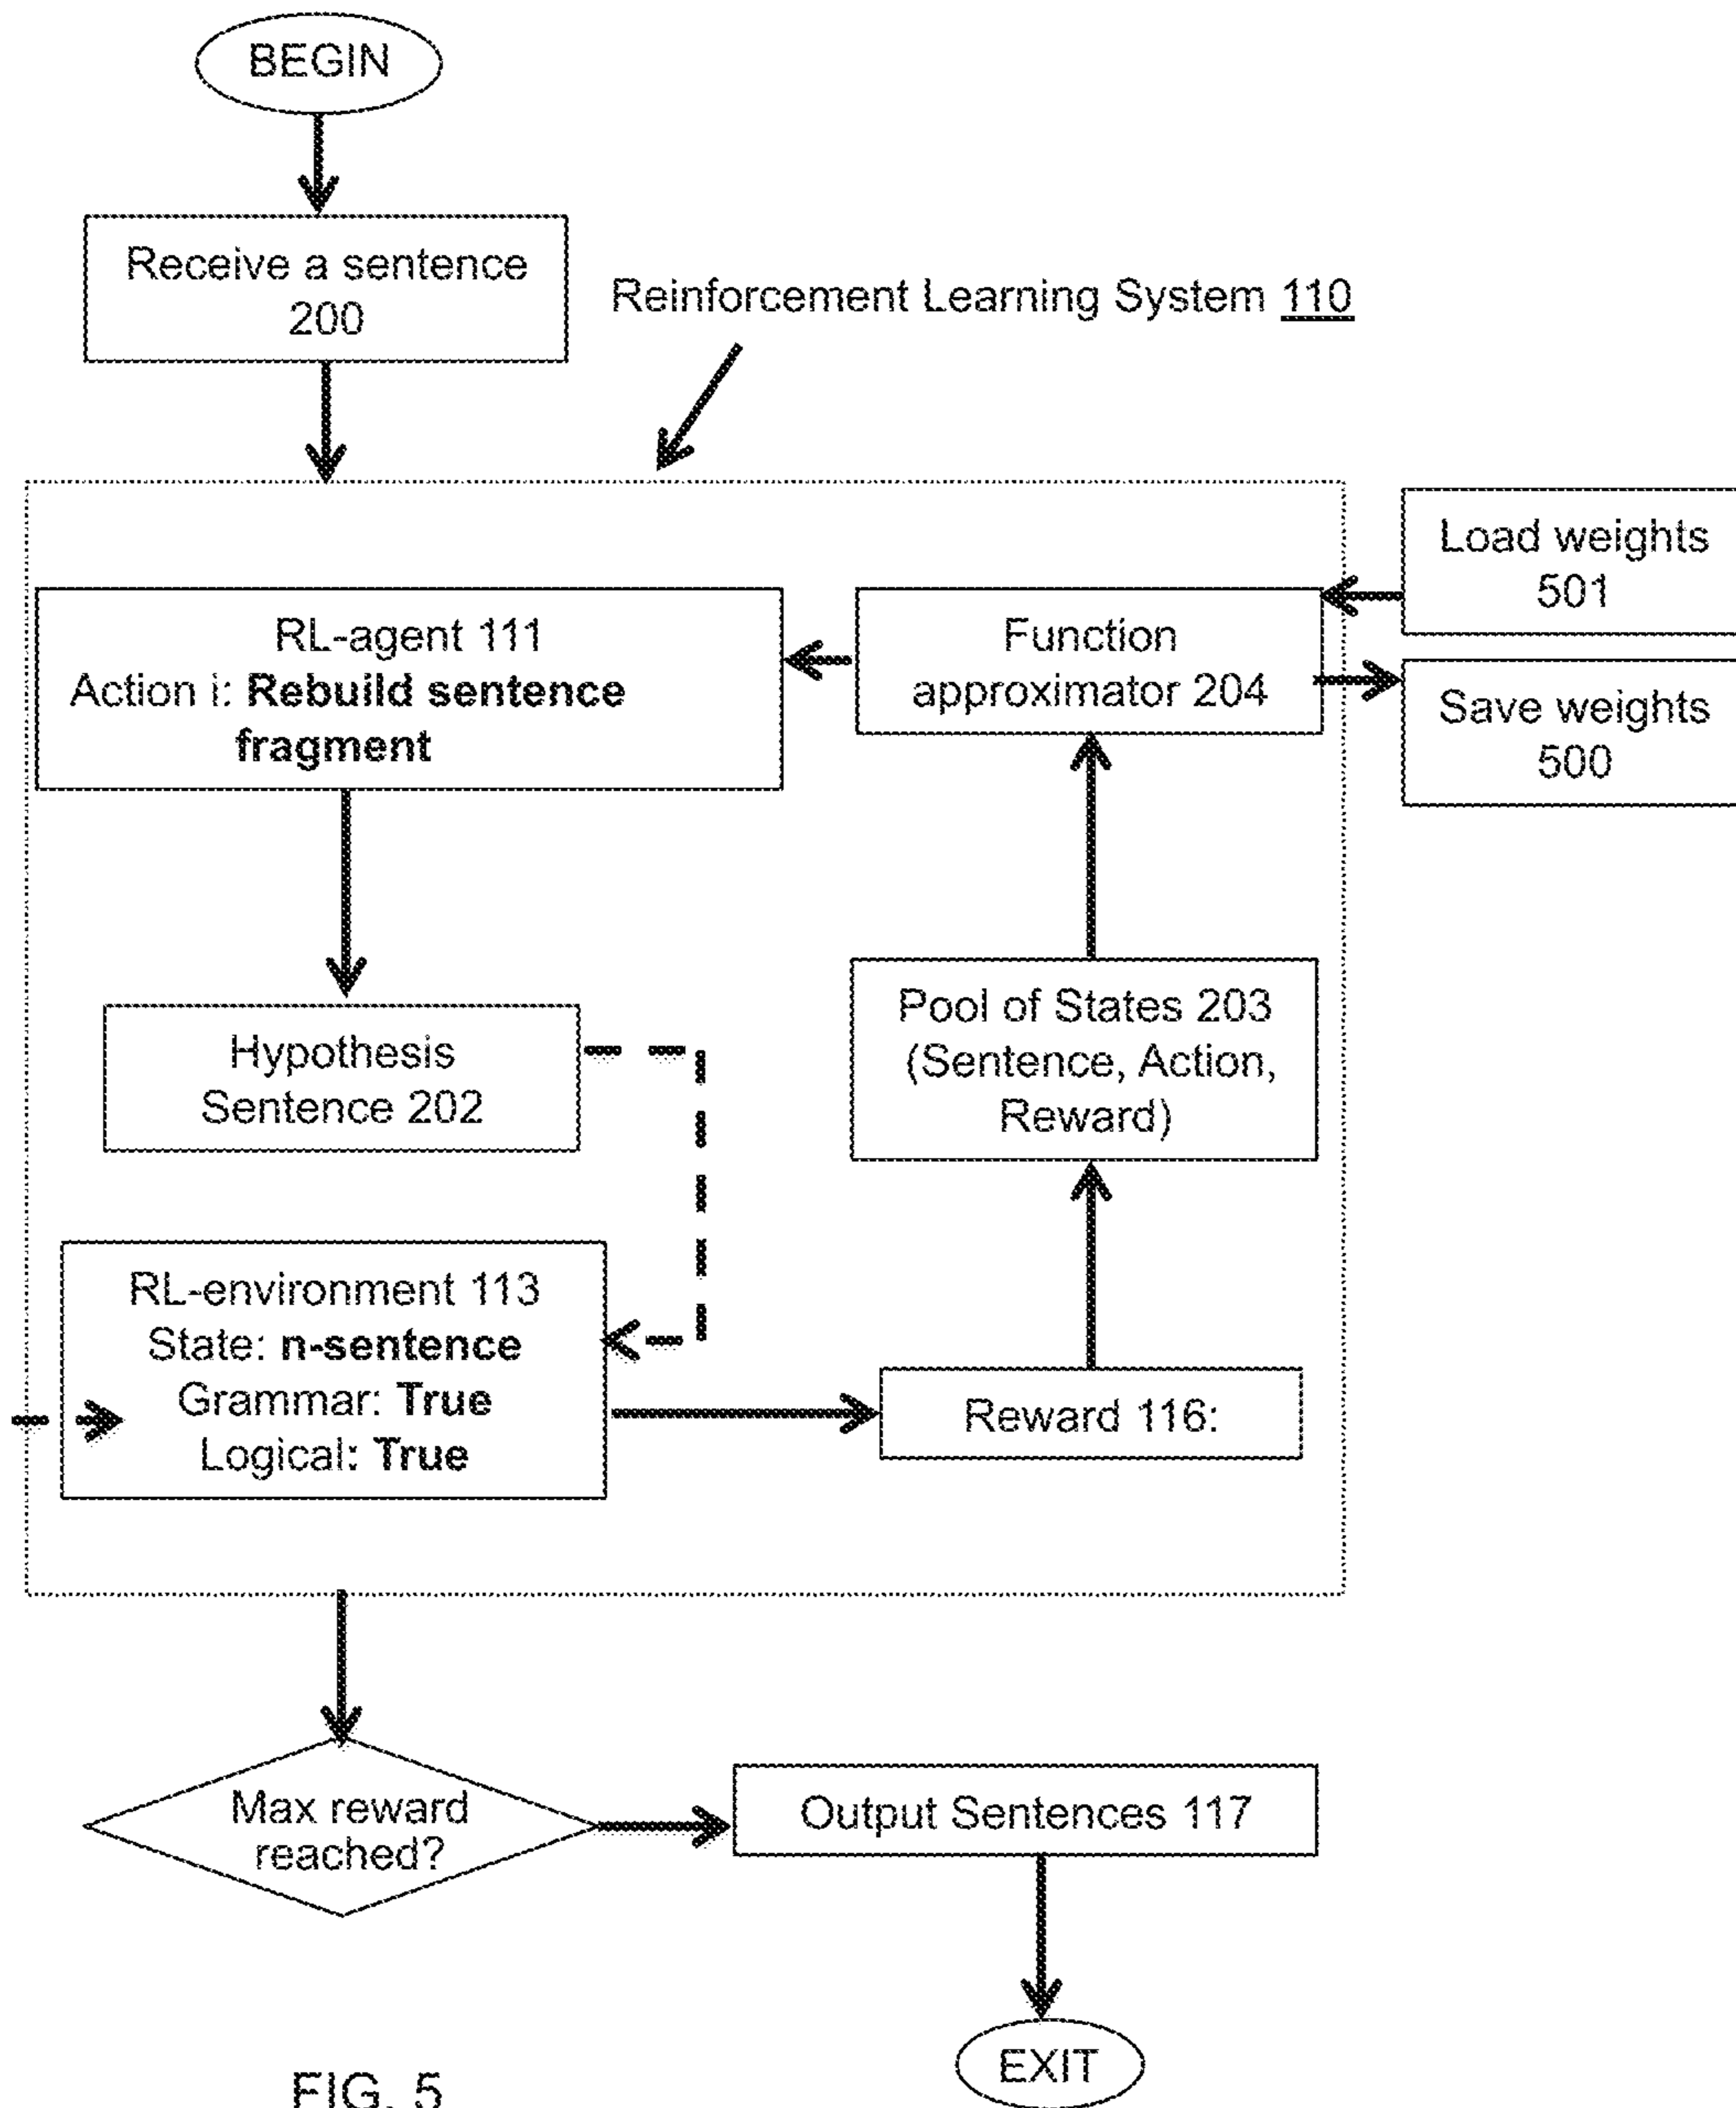 BEGIN
Receive a sentence
200
Reinforcement Learning System 110
Load weights
501
RL-agent 111
Action i: Rebuild sentence
fragment
Function
approximator 204
Save weights
500
Hypothesis
Sentence 202
Pool of States 203
(Sentence, Action,
Reward)
RL-environment 113
State: n-sentence
Grammar: True
Logical: True
Reward 116:
Max reward
reached?
Output Sentences 117
EXIT
FIG. 5